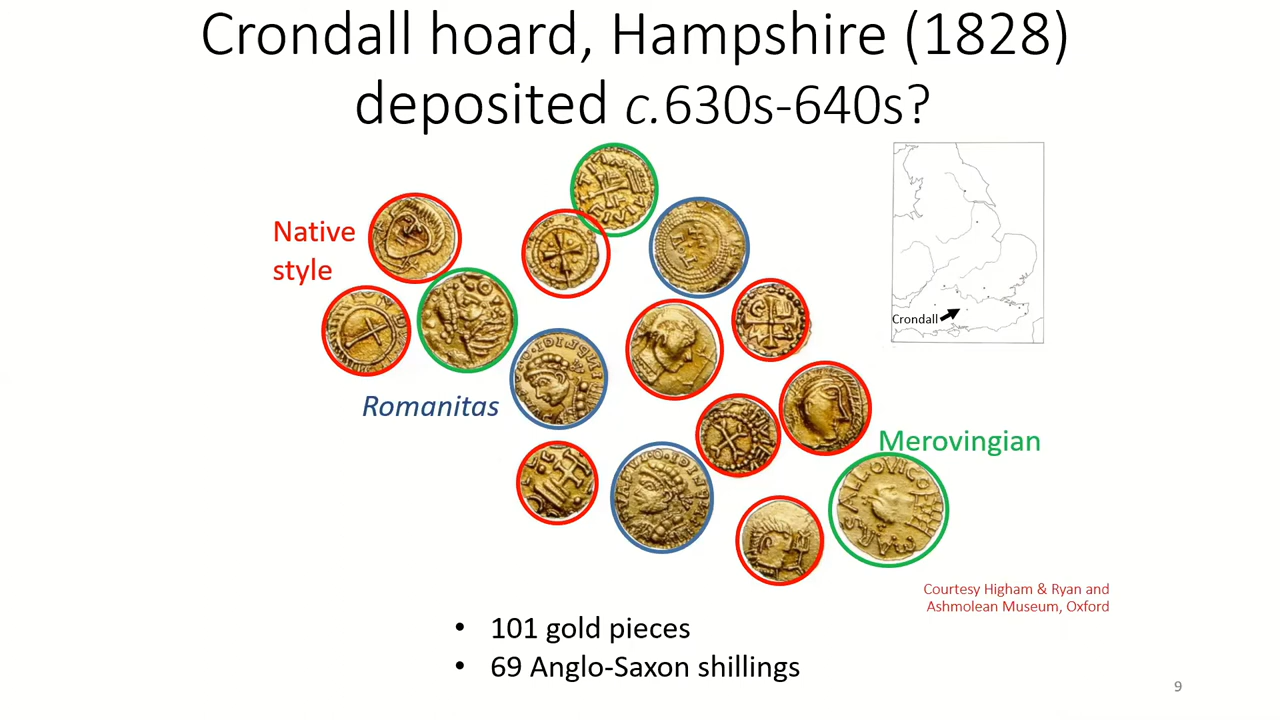 Crondall hoard, Hampshire (1828)
deposited c.630s-640s?
Native
style
Romanitas
Crondall
Merovingian
Courtesy Higham & Ryan and
Ashmolean Museum, Oxford
• 101 gold pieces
• 69 Anglo-Saxon shillings
9